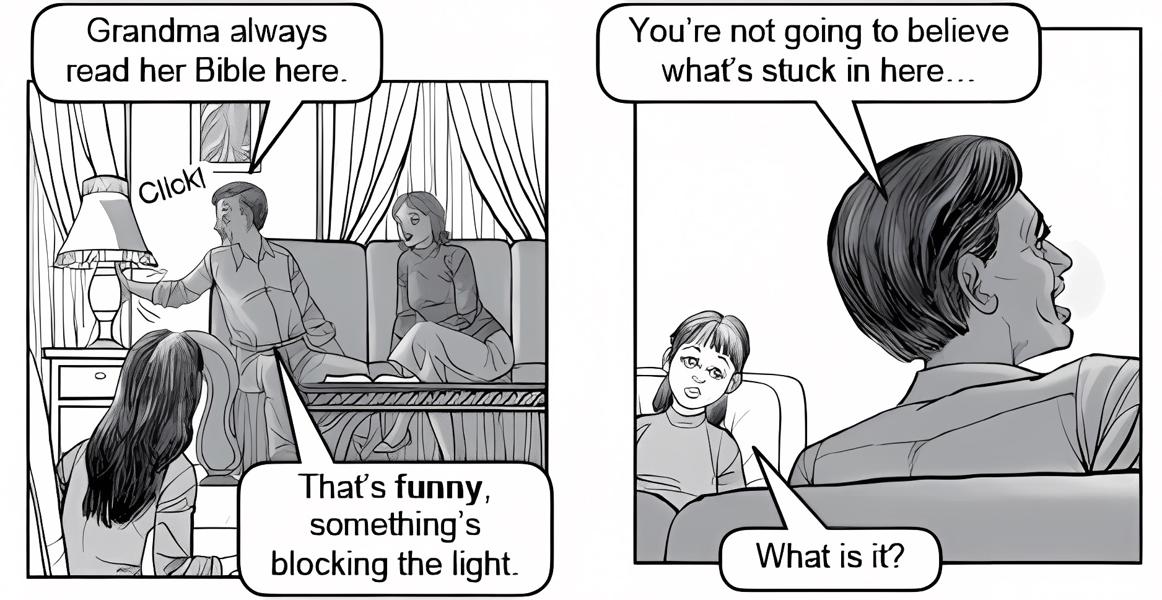 Grandma always
read her Bible here.
Click!
That's funny,
something's
blocking the light.
You're not going to believe
what's stuck in here...
What is it?